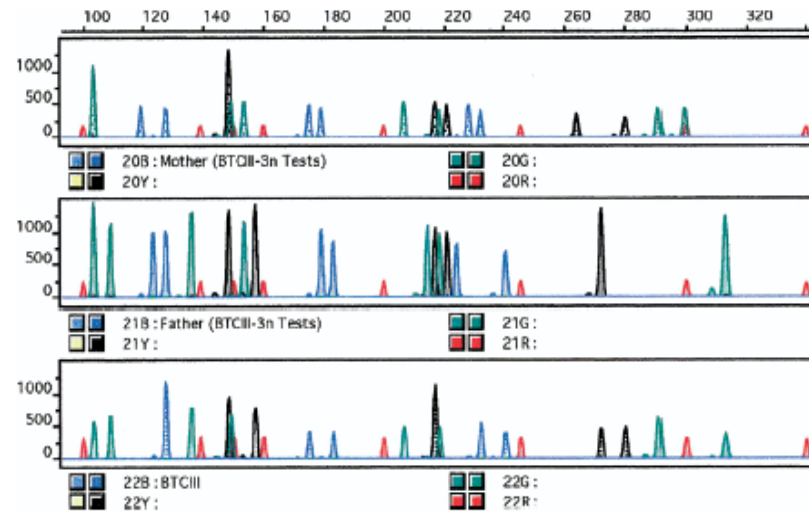 100 120 140 160 180 200 220 240 260 280 300 320
1000
500
0
20B : Mother (BTCIII-3n Tests) 20G :
20Y : 20R :
1000
500
0
21B : Father (BTCIII-3n Tests) 21G :
21Y : 21R :
1000
500
0
22B : BTCIII 22G :
22Y : 22R :